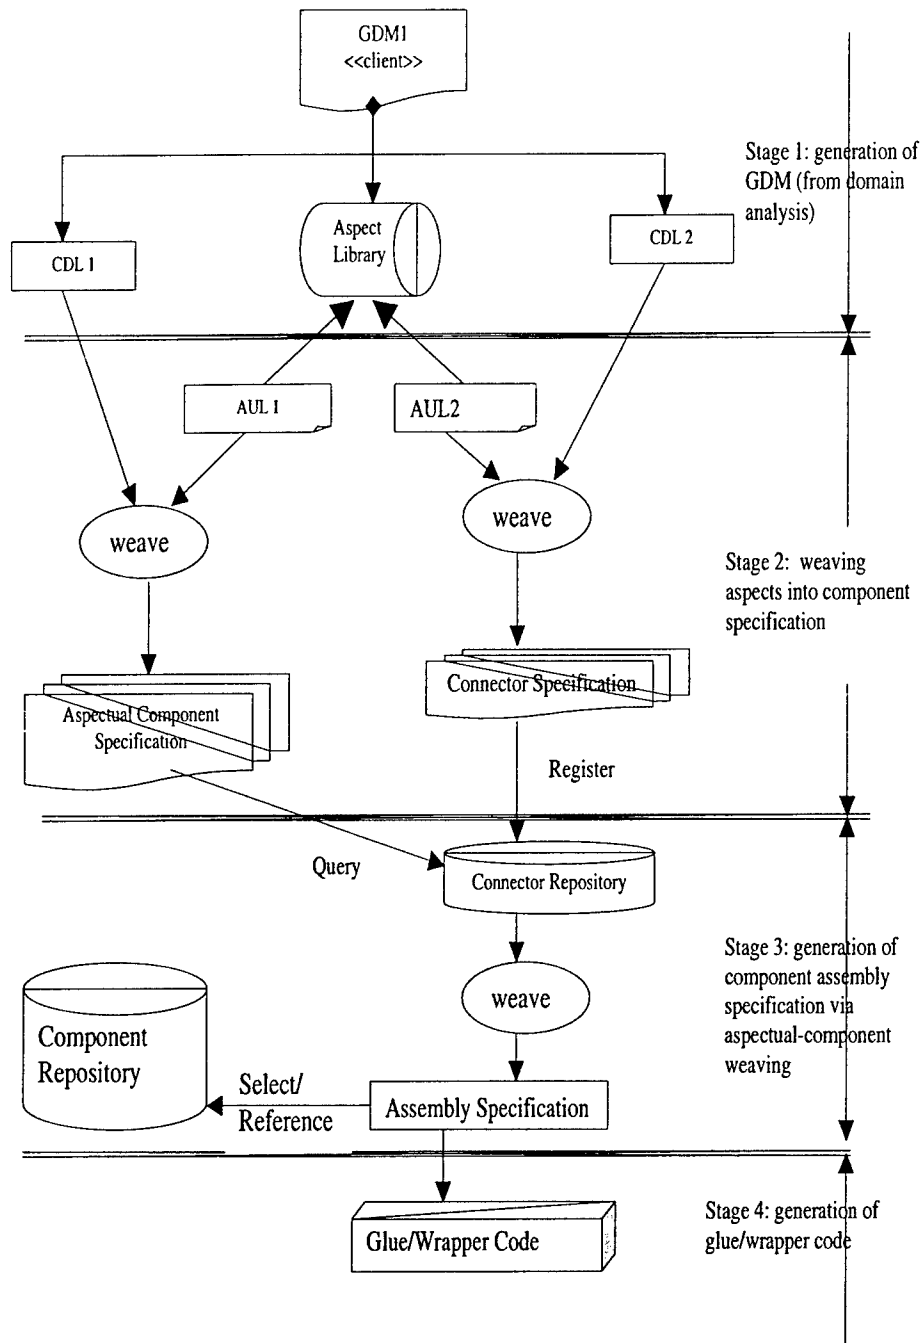 GDM1
<<client>>
Stage 1: generation of
GDM (from domain
analysis)
Aspect
Library
CDL 1
CDL 2
AUL 1
AUL2
weave
weave
Stage 2: weaving
aspects into component
specification
Connector Specification
Aspectual Component
Specification
Register
Query
Connector Repository
Stage 3: generation of
component assembly
specification via
aspectual-component
weaving
weave
Component
Repository
Select/
Reference
Assembly Specification
Stage 4: generation of
glue/wrapper code
Glue/Wrapper Code